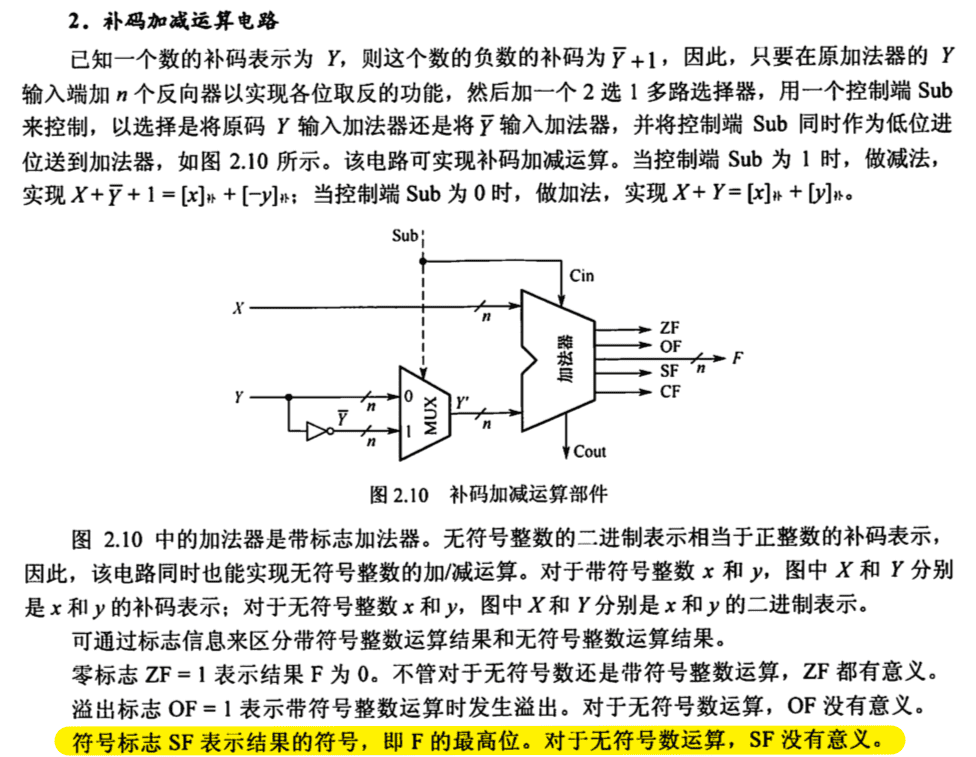 2．补码加减运算电路
已知一个数的补码表示为 Y，则这个数的负数的补码为 Y̅+1，因此，只要在原加法器的 Y
输入端加 n 个反向器以实现各位取反的功能，然后加一个 2 选 1 多路选择器，用一个控制端 Sub
来控制，以选择是将原码 Y 输入加法器还是将 Y̅ 输入加法器，并将控制端 Sub 同时作为低位进
位送到加法器，如图 2.10 所示。该电路可实现补码加减运算。当控制端 Sub 为 1 时，做减法，
实现 X+Y̅+1=[x]补+[−y]补；当控制端 Sub 为 0 时，做加法，实现 X+Y=[x]补+[y]补。
Sub
Cin
X
n
ZF
OF
加法器
n
F
SF
CF
Y
n
0
Y̅
n
1
MUX
Y'
n
Cout
图 2.10 补码加减运算部件
图 2.10 中的加法器是带标志加法器。无符号整数的二进制表示相当于正整数的补码表示，
因此，该电路同时也能实现无符号整数的加/减运算。对于带符号整数 x 和 y，图中 X 和 Y 分别
是 x 和 y 的补码表示；对于无符号整数 x 和 y，图中 X 和 Y 分别是 x 和 y 的二进制表示。
可通过标志信息来区分带符号整数运算结果和无符号整数运算结果。
零标志 ZF = 1 表示结果 F 为 0。不管对于无符号数还是带符号整数运算，ZF 都有意义。
溢出标志 OF = 1 表示带符号整数运算时发生溢出。对于无符号数运算，OF 没有意义。
符号标志 SF 表示结果的符号，即 F 的最高位。对于无符号数运算，SF 没有意义。